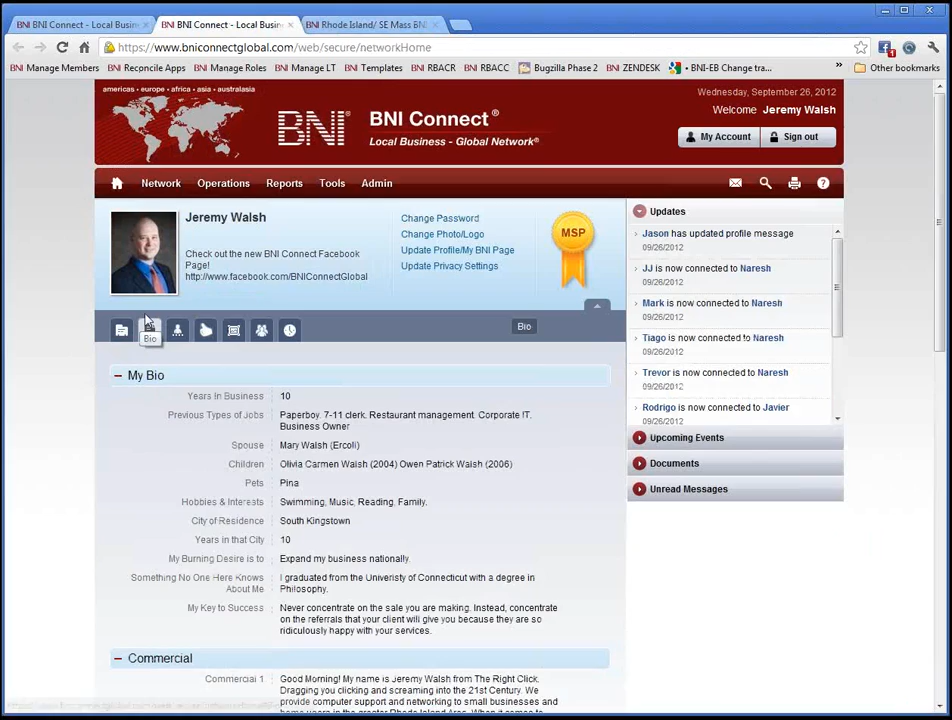 BNI Connect - Local Busin
BNI Connect - Local Busin
BNI Rhode Island/ SE Mass BN
https://www.bniconnectglobal.com/web/secure/networkHome
BNI Manage Members
BNI Recpncile Apps
BNI Manage Roles
BNI Manage LT
BNI Templates
BNI RBACR
BNI RBACC
Bugzilla Phase 2
BNI ZENDESK
BNI-EB Change tra...
»
Other bookmarks
americas • europe • africa • asia • australasia
BNI
BNI Connect®
Local Business - Global Network®
Wednesday, September 26, 2012
Welcome Jeremy Walsh
My Account
Sign out
Network
Operations
Reports
Tools
Admin
Jeremy Walsh
Check out the new BNI Connect Facebook
Page!
http://www.facebook.com/BNIConnectGlobal
Change Password
Change Photo/Logo
Update Profile/My BNI Page
Update Privacy Settings
MSP
Bio
Bio
My Bio
Years In Business 10
Previous Types of Jobs Paperboy. 7-11 clerk. Restaurant management. Corporate IT.
Business Owner
Spouse Mary Walsh (Ercoli)
Children Olivia Carmen Walsh (2004) Owen Patrick Walsh (2006)
Pets Pina
Hobbies & Interests Swimming, Music, Reading, Family.
City of Residence South Kingstown
Years in that City 10
My Burning Desire is to Expand my business nationally.
Something No One Here Knows About Me I graduated from the Univeristy of Connecticut with a degree in
Philosophy.
My Key to Success Never concentrate on the sale you are making. Instead, concentrate
on the referrals that your client will give you because they are so
ridiculously happy with your services.
Commercial
Commercial 1 Good Morning! My name is Jeremy Walsh from The Right Click.
Dragging you clicking and screaming into the 21st Century. We
provide computer support and networking to small businesses and
Updates
Jason has updated profile message
09/26/2012
JJ is now connected to Naresh
09/26/2012
Mark is now connected to Naresh
09/26/2012
Tiago is now connected to Naresh
09/26/2012
Trevor is now connected to Naresh
09/26/2012
Rodrigo is now connected to Javier
09/26/2012
Upcoming Events
Documents
Unread Messages